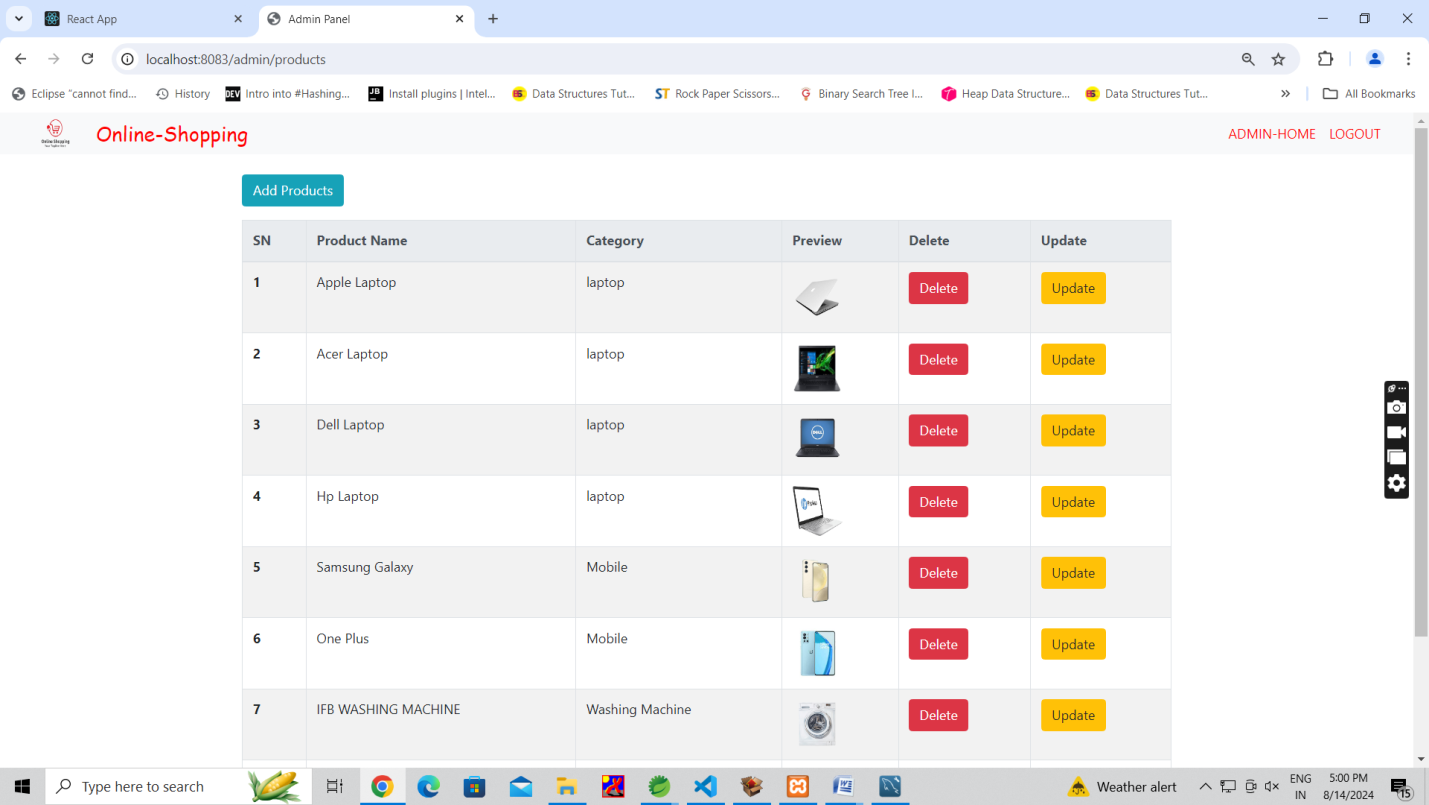 React App
Admin Panel
localhost:8083/admin/products
Eclipse "cannot find... History DEV Intro into #Hashing... JB Install plugins | Intel... Data Structures Tut... ST Rock Paper Scissors... Binary Search Tree I... Heap Data Structure... Data Structures Tut... » All Bookmarks
Online-Shopping ADMIN-HOME LOGOUT
Add Products
SN Product Name Category Preview Delete Update
1 Apple Laptop laptop Delete Update
2 Acer Laptop laptop Delete Update
3 Dell Laptop laptop DELL Delete Update
4 Hp Laptop laptop Delete Update
5 Samsung Galaxy Mobile Delete Update
6 One Plus Mobile Delete Update
7 IFB WASHING MACHINE Washing Machine Delete Update
Type here to search Weather alert ENG IN 5:00 PM 8/14/2024 15